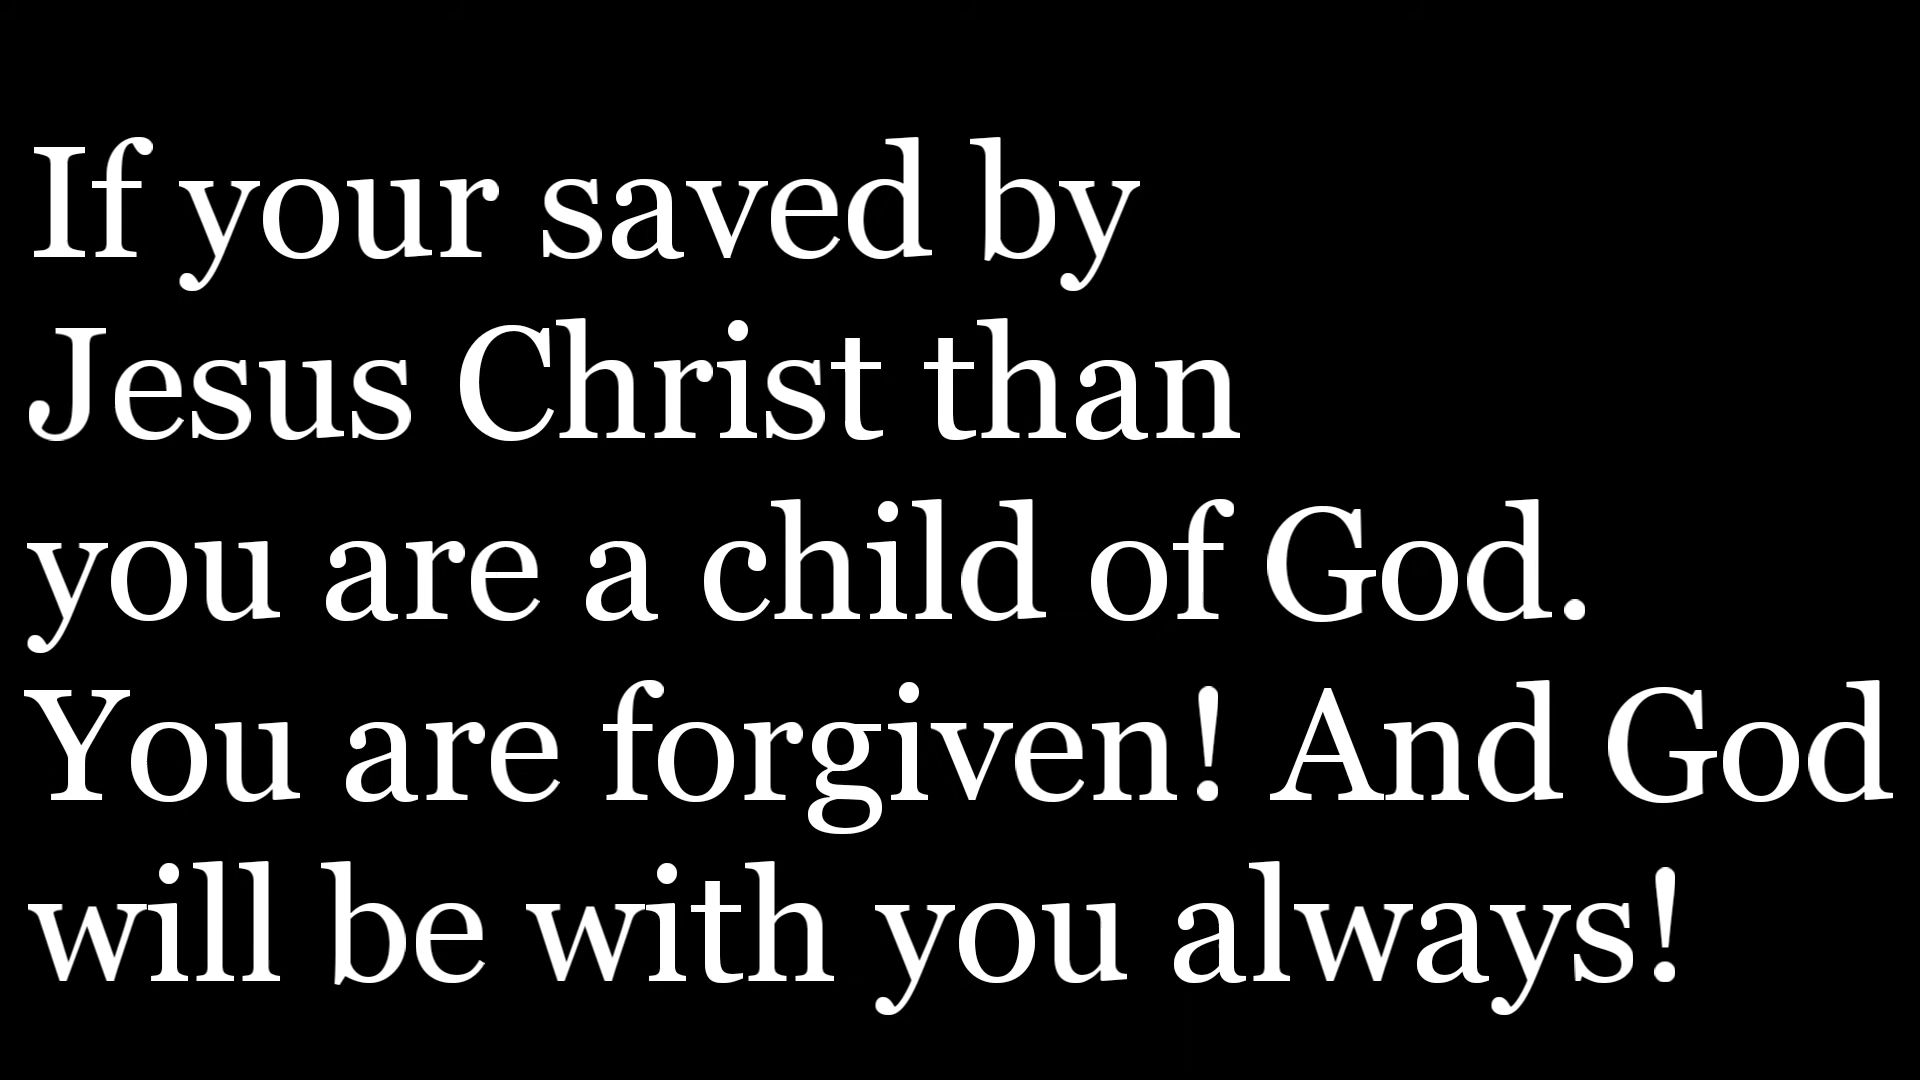 If your saved by
Jesus Christ than
you are a child of God.
You are forgiven! And God
will be with you always!